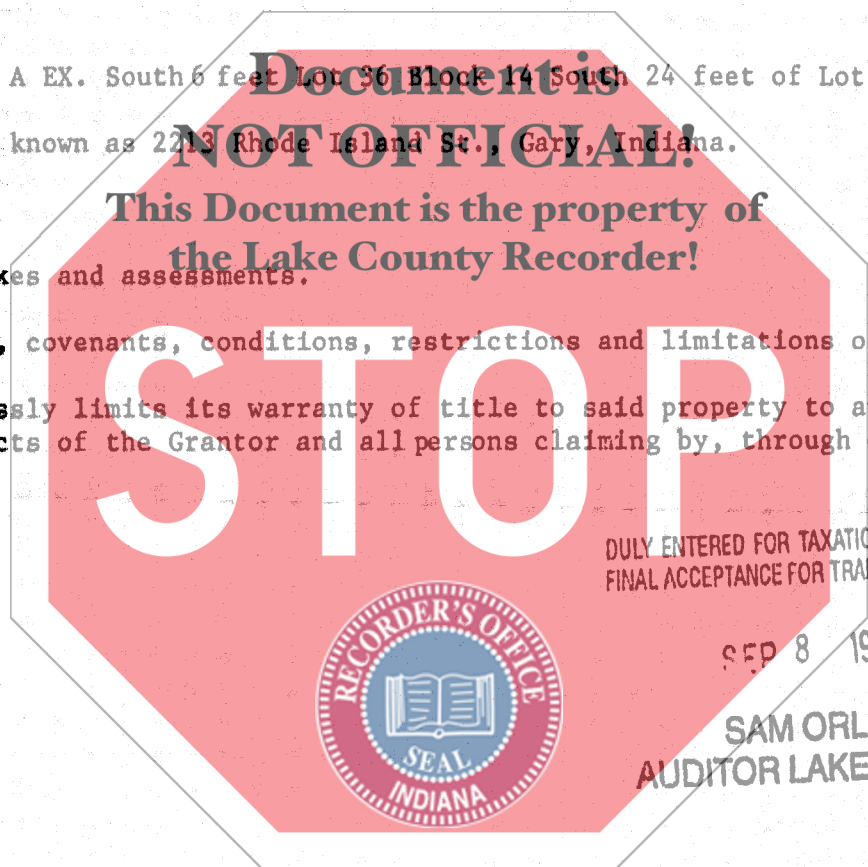 Document is
A EX. South 6 feet Lot 36 Block 14 South 24 feet of Lot
NOT OFFICIAL!
known as 2213 Rhode Island St., Gary, Indiana.
This Document is the property of
the Lake County Recorder!
xes and assessments.
STOP
, covenants, conditions, restrictions and limitations o
ssly limits its warranty of title to said property to a
cts of the Grantor and all persons claiming by, through
DULY ENTERED FOR TAXATIO
FINAL ACCEPTANCE FOR TRA
SEP 8 19
SAM ORL
AUDITOR LAKE
RECORDER'S OFFICE
SEAL
INDIANA